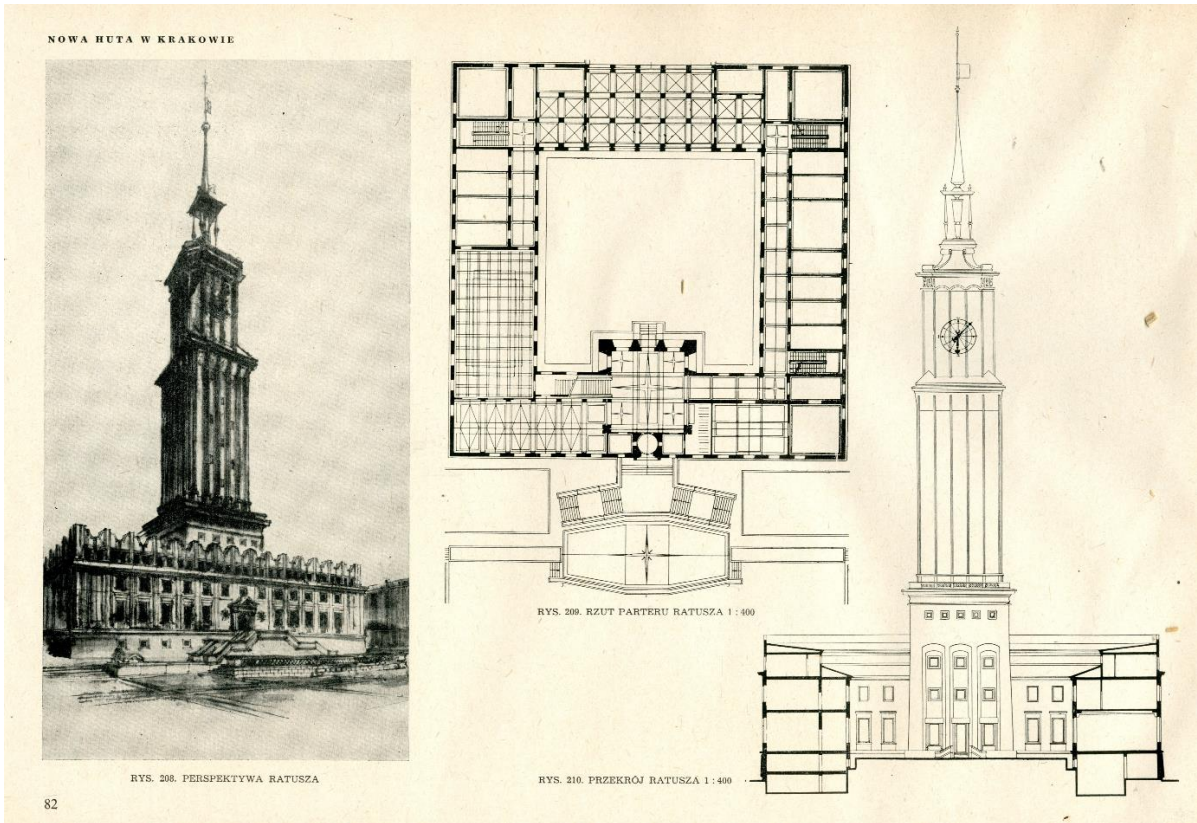 NOWA HUTA W KRAKOWIE
RYS. 209. RZUT PARTERU RATUSZA 1 : 400
RYS. 208. PERSPEKTYWA RATUSZA
RYS. 210. PRZEKRÓJ RATUSZA 1 : 400
82